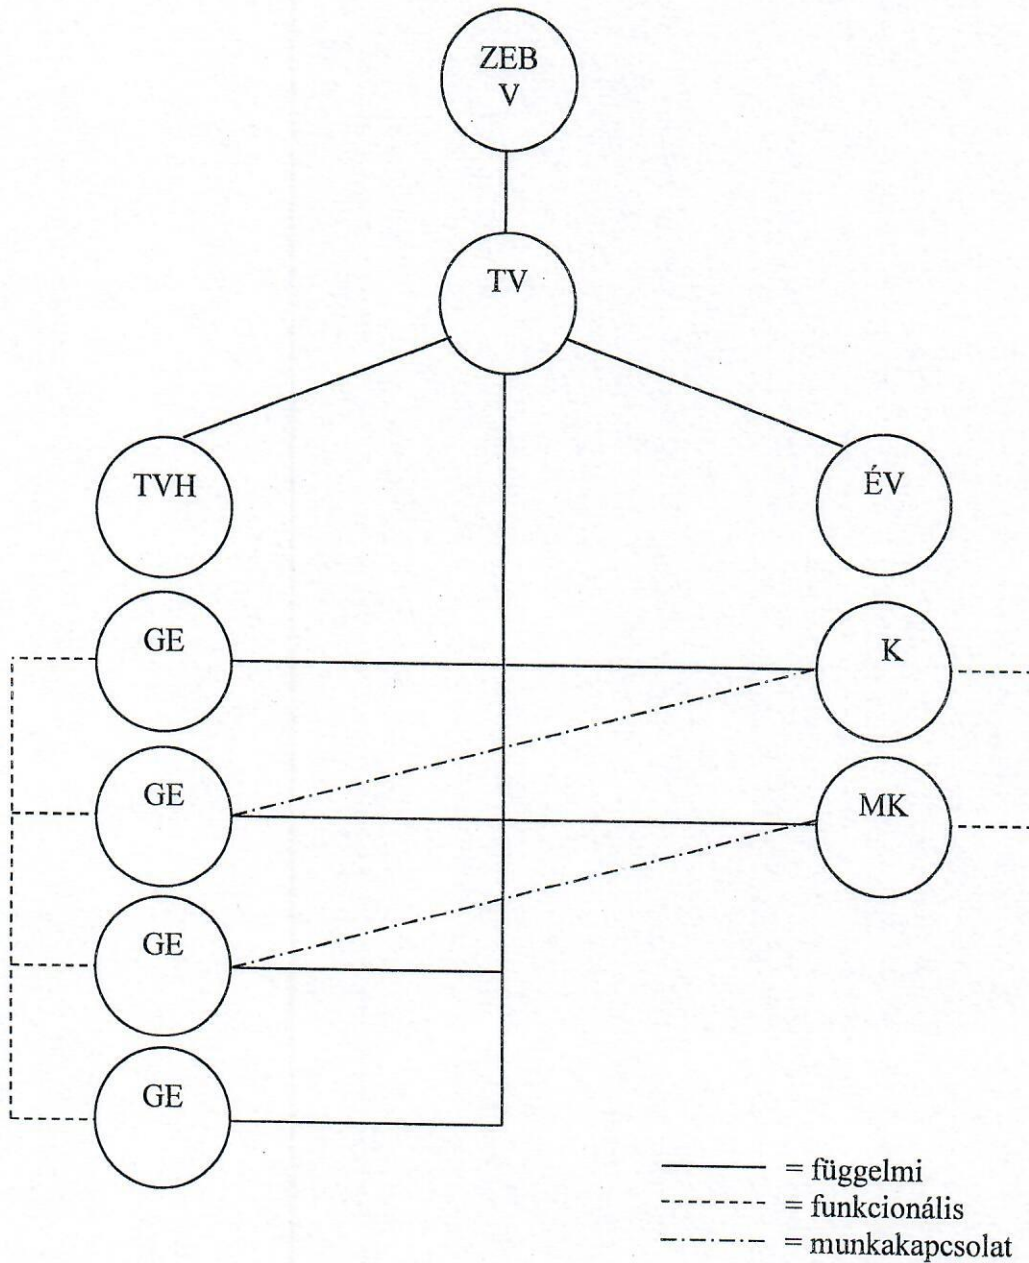 ZEB
V
TV
TVH
ÉV
GE
K
GE
MK
GE
GE
= függelmi
= funkcionális
= munkakapcsolat